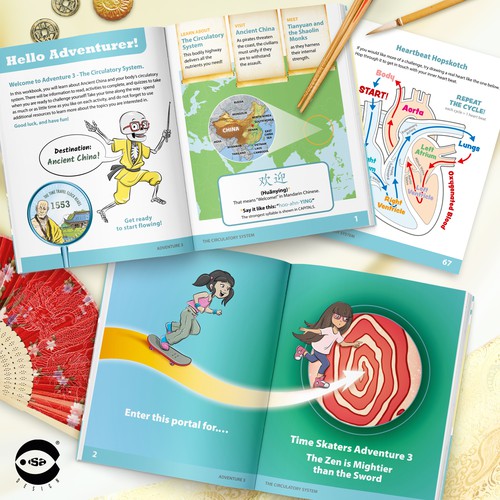 Hello Adventurer!
Welcome to Adventure 3 - The Circulatory System.
In this workbook, you will learn about Ancient China and your body's circulatory
system. There will be information to read, activities to complete, and quizzes to take
when you are ready to challenge yourself! Take your time along the way - spend
as much or as little time as you like on each activity, and do not forget to use
additional resources to learn more about the topics you are interested in.
Good luck, and have fun!
Destination:
Ancient China!
THE TIME TRAVEL CLOCK READS
1553
Get ready
to start flowing!
ADVENTURE 3
LEARN ABOUT
The Circulatory
System
This bodily highway
delivers all the
nutrients you need!
VISIT
Ancient China
As pirates threaten
the coast, the civilians
must unify if they
are to withstand
the assault.
MEET
Tianyuan and
the Shaolin
Monks
as they harness
their internal
strength.
CHINA
欢迎
(Huānyíng)
That means "Welcome!" in Mandarin Chinese.
"Say it like this: "hoo-ahn YING"
The strongest syllable is shown in CAPITALS.
THE CIRCULATORY SYSTEM
1
Heartbeat Hopskotch
If you would like more of a challenge, try drawing a real heart like the one below.
Hop through it to get in touch with your inner heart beat.
Body
START!
Aorta
REPEAT
THE CYCLE!
Lungs
Left
Atrium
Left
Ventricle
Right
Ventricle
Oxygenated Blood
67
Enter this portal for....
2
ADVENTURE 3
Time Skaters Adventure 3
The Zen is Mightier
than the Sword
THE CIRCULATORY SYSTEM
isa
DESIGN